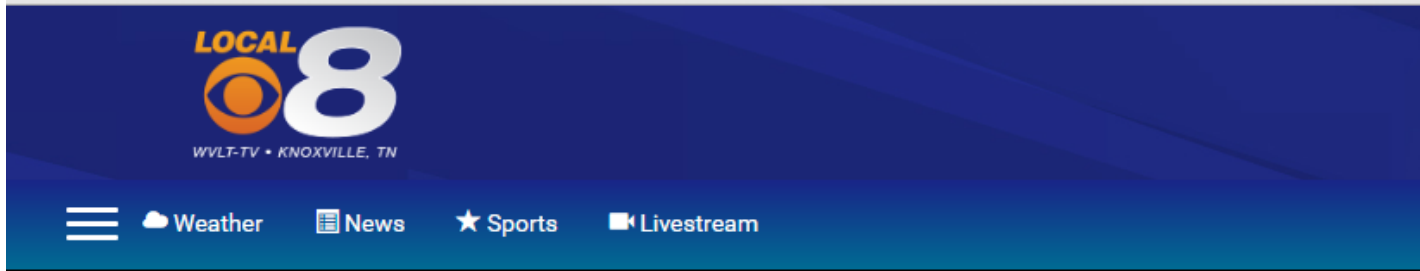 LOCAL
8
WVLT-TV • KNOXVILLE, TN
Weather News Sports Livestream